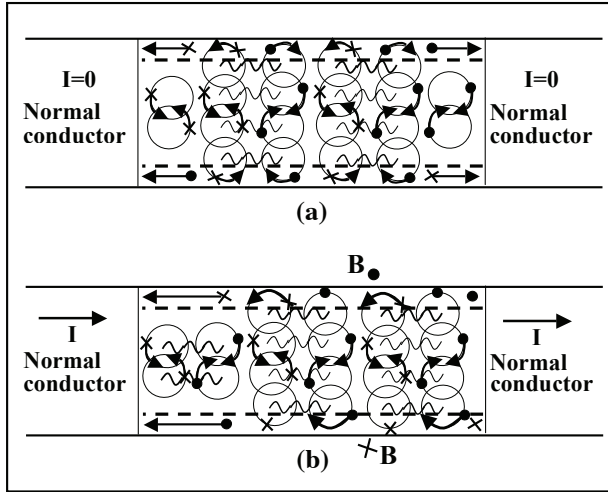 I=0
Normal
conductor
I=0
Normal
conductor
(a)
B
I
Normal
conductor
I
Normal
conductor
(b)
B